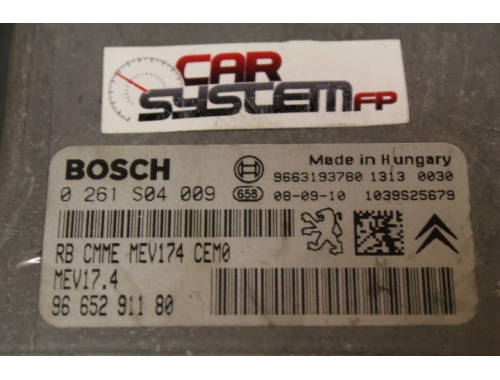 CAR
SYSTEM FP
BOSCH
Made in Hungary
9663193780 1313 0030
0 261 S04 009
G58
08-09-10 1039S25679
RB CMME MEV174 CEM0
MEV17.4
96 652 911 80